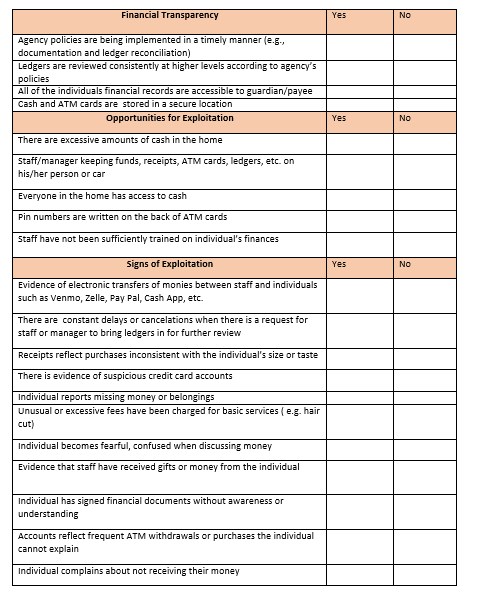 Financial Transparency Yes No
Agency policies are being implemented in a timely manner (e.g.,
documentation and ledger reconciliation)
Ledgers are reviewed consistently at higher levels according to agency's
policies
All of the individuals financial records are accessible to guardian/payee
Cash and ATM cards are stored in a secure location
Opportunities for Exploitation Yes No
There are excessive amounts of cash in the home
Staff/manager keeping funds, receipts, ATM cards, ledgers, etc. on
his/her person or car
Everyone in the home has access to cash
Pin numbers are written on the back of ATM cards
Staff have not been sufficiently trained on individual's finances
Signs of Exploitation Yes No
Evidence of electronic transfers of monies between staff and individuals
such as Venmo, Zelle, Pay Pal, Cash App, etc.
There are constant delays or cancelations when there is a request for
staff or manager to bring ledgers in for further review
Receipts reflect purchases inconsistent with the individual's size or taste
There is evidence of suspicious credit card accounts
Individual reports missing money or belongings
Unusual or excessive fees have been charged for basic services ( e.g. hair
cut)
Individual becomes fearful, confused when discussing money
Evidence that staff have received gifts or money from the individual
Individual has signed financial documents without awareness or
understanding
Accounts reflect frequent ATM withdrawals or purchases the individual
cannot explain
Individual complains about not receiving their money